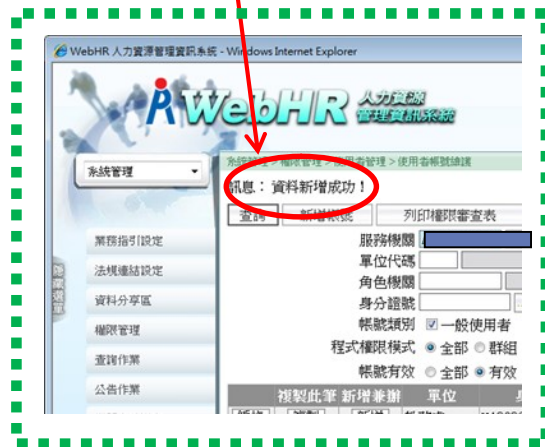 WebHR 人力資源管理資訊系統 - Windows Internet Explorer
WebHR 人力資源
管理資訊系統
系統管理
業務指引設定
法規連結設定
資料分享區
權限管理
查詢作業
公告作業
系統管理 > 權限管理 > 使用者管理 > 使用者帳號維護
訊息： 資料新增成功！
查詢 新增帳號 列印權限審查表
服務機關
單位代碼
角色機關
身分證號
帳號類別 一般使用者
程式權限模式 全部 群組
帳號有效 全部 有效
複製此筆 新增兼辦 單位